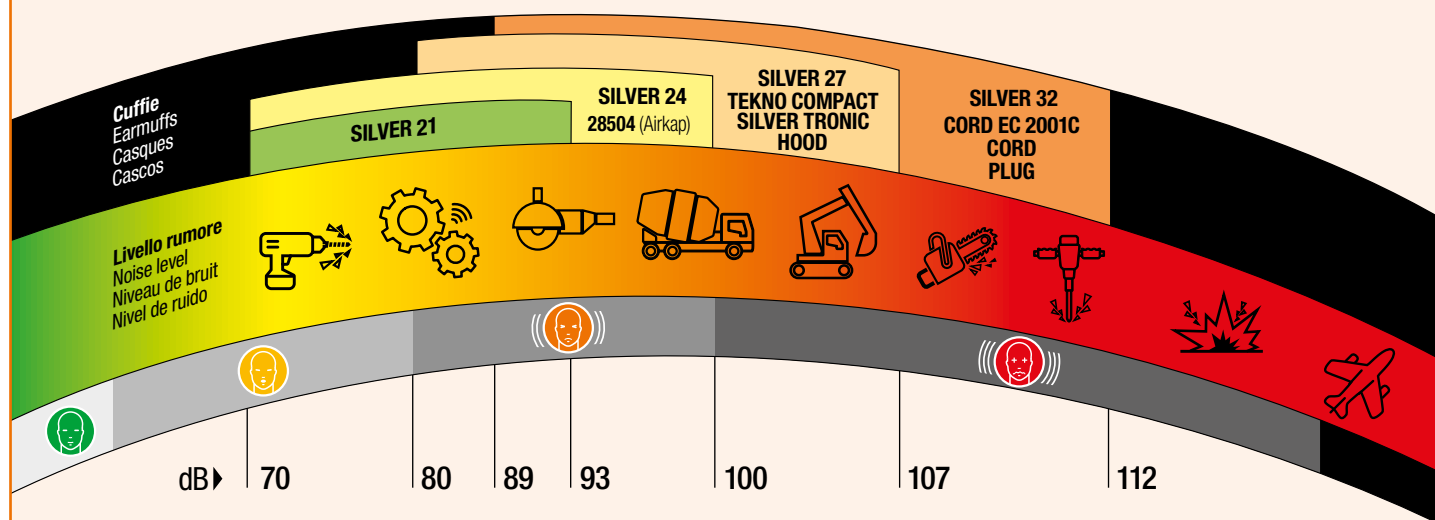 Cuffie
Earmuffs
Casques
Cascos
SILVER 21
SILVER 24
28504 (Airkap)
SILVER 27
TEKNO COMPACT
SILVER TRONIC
HOOD
SILVER 32
CORD EC 2001C
CORD
PLUG
Livello rumore
Noise level
Niveau de bruit
Nivel de ruido
dB 70 80 89 93 100 107 112